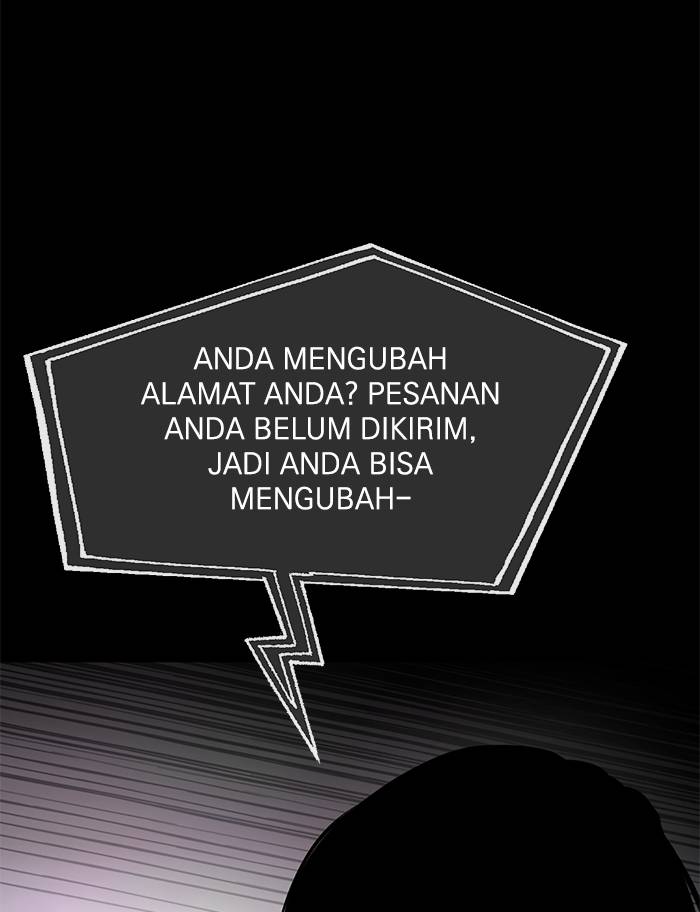 ANDA MENGUBAH
ALAMAT ANDA? PESANAN
ANDA BELUM DIKIRIM,
JADI ANDA BISA
MENGUBAH–